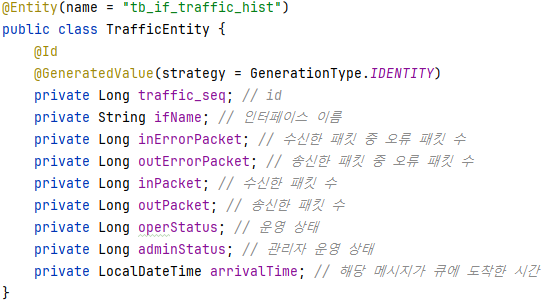 @Entity(name = "tb_if_traffic_hist")
public class TrafficEntity {
@Id
@GeneratedValue(strategy = GenerationType.IDENTITY)
private Long traffic_seq; // id
private String ifName; // 인터페이스 이름
private Long inErrorPacket; // 수신한 패킷 중 오류 패킷 수
private Long outErrorPacket; // 송신한 패킷 중 오류 패킷 수
private Long inPacket; // 수신한 패킷 수
private Long outPacket; // 송신한 패킷 수
private Long operStatus; // 운영 상태
private Long adminStatus; // 관리자 운영 상태
private LocalDateTime arrivalTime; // 해당 메시지가 큐에 도착한 시간
}